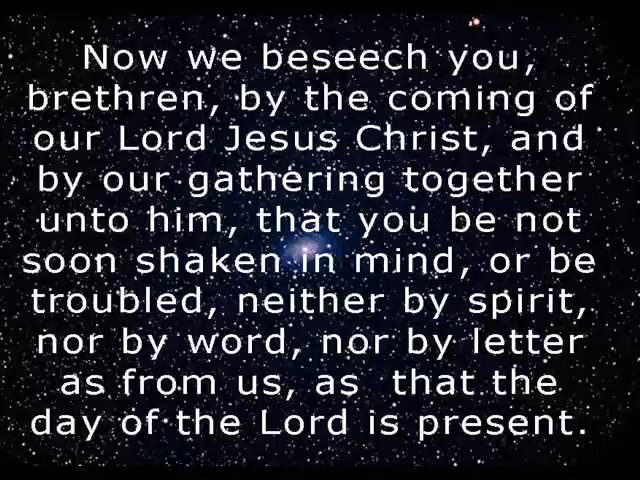 Now we beseech you,
brethren, by the coming of
our Lord Jesus Christ, and
by our gathering together
unto him, that you be not
soon shaken in mind, or be
troubled, neither by spirit,
nor by word, nor by letter
as from us, as  that the
day of the Lord is present.